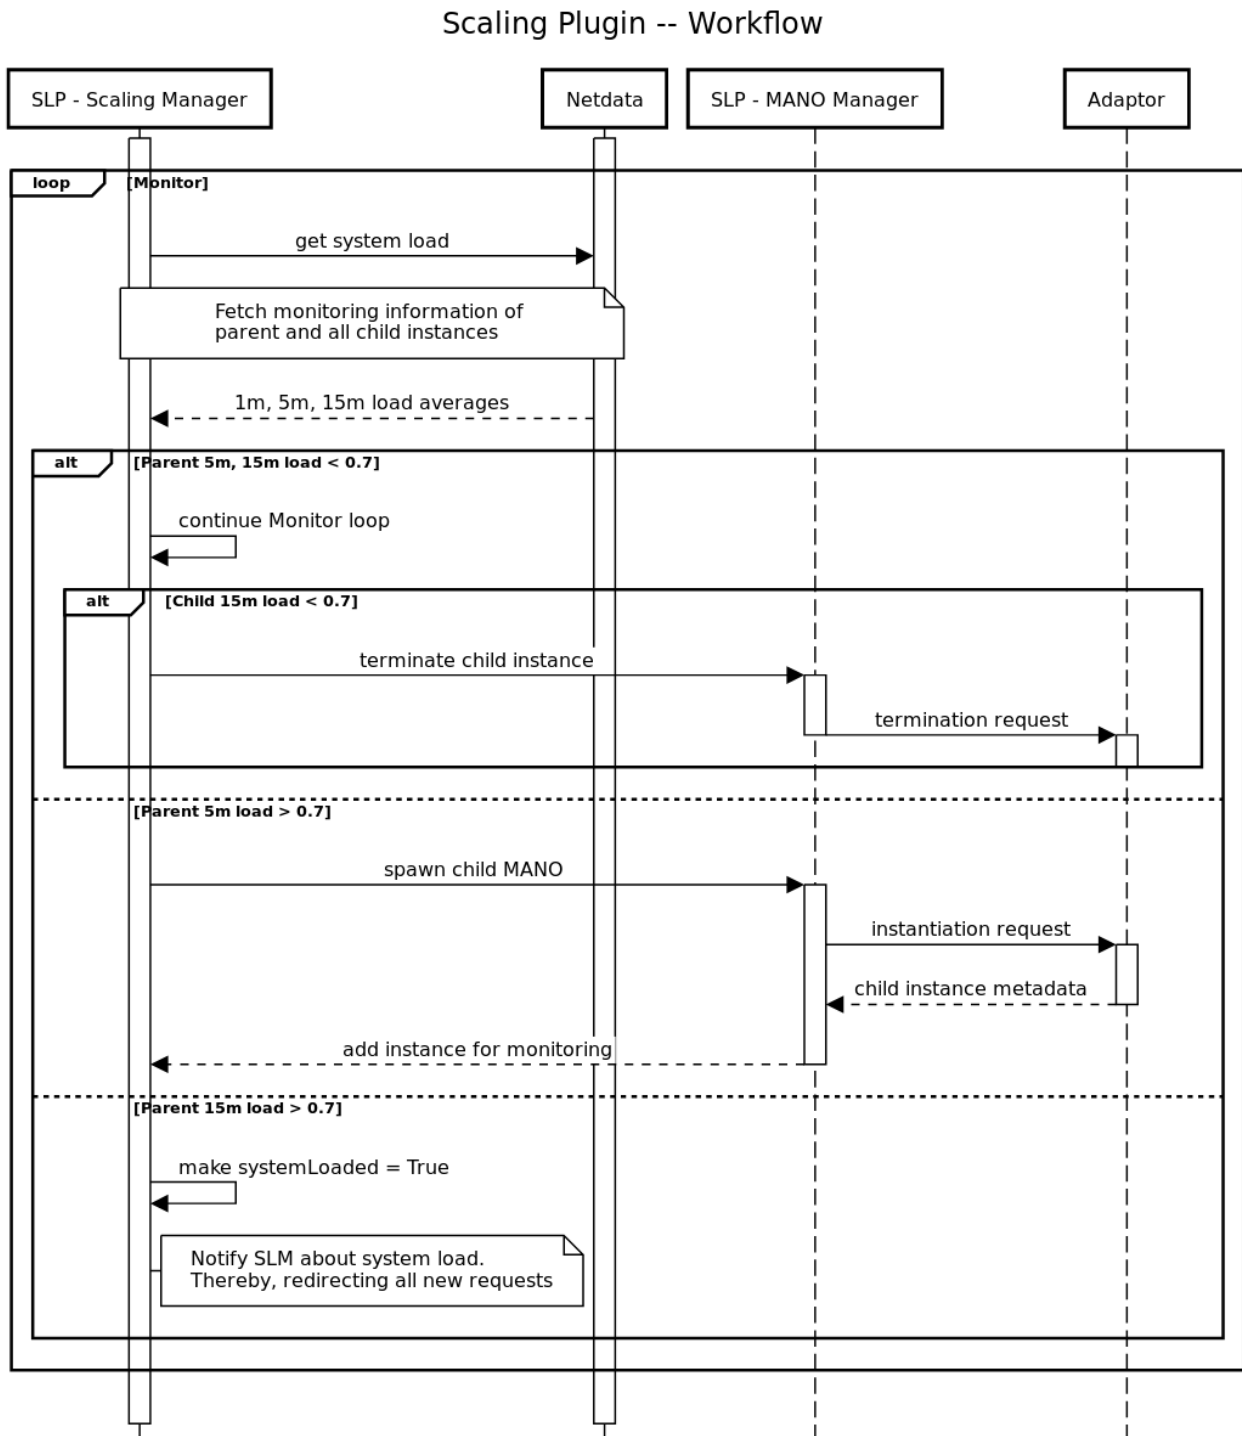 Scaling Plugin -- Workflow
SLP - Scaling Manager
Netdata
SLP - MANO Manager
Adaptor
loop
[Monitor]
get system load
Fetch monitoring information of
parent and all child instances
1m, 5m, 15m load averages
alt
[Parent 5m, 15m load < 0.7]
continue Monitor loop
alt
[Child 15m load < 0.7]
terminate child instance
termination request
[Parent 5m load > 0.7]
spawn child MANO
instantiation request
child instance metadata
add instance for monitoring
[Parent 15m load > 0.7]
make systemLoaded = True
Notify SLM about system load.
Thereby, redirecting all new requests